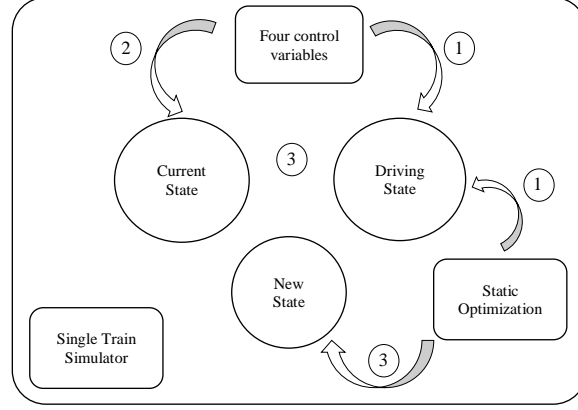 Four control
variables
2
1
Current
State
3
Driving
State
1
New
State
Static
Optimization
Single Train
Simulator
3